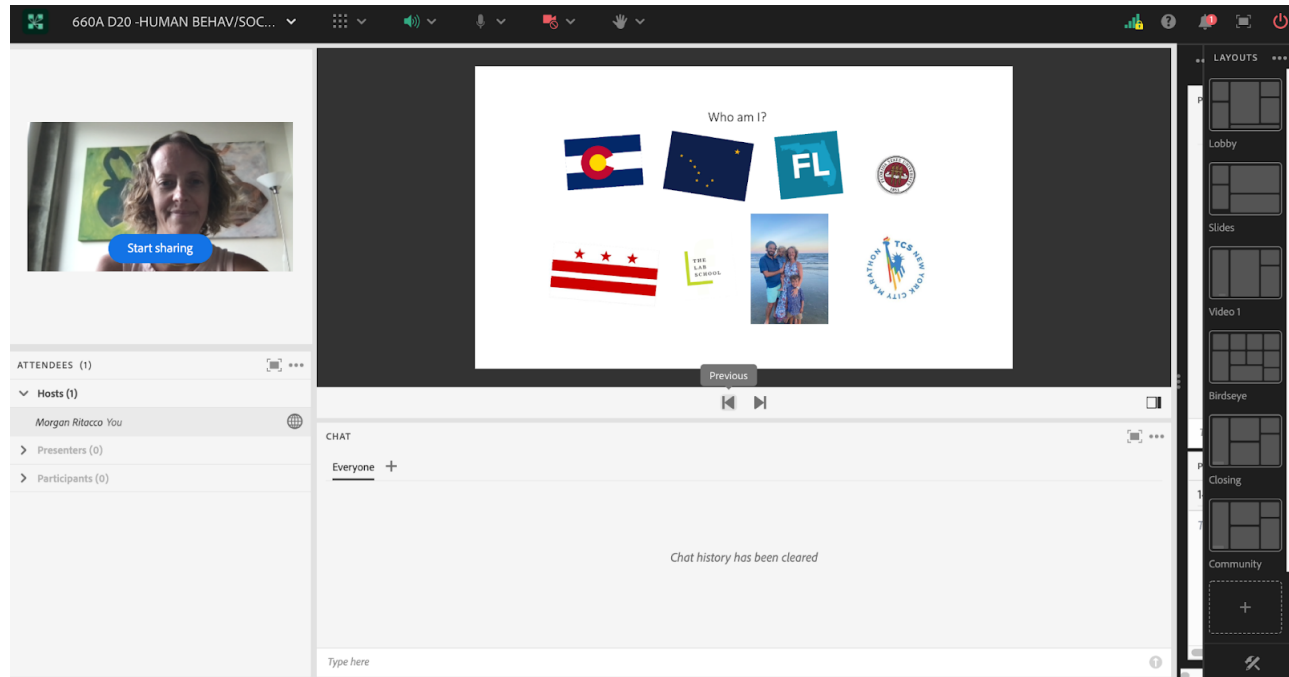 660A D20 -HUMAN BEHAV/SOC...
1
LAYOUTS
Lobby
Slides
Video 1
Birdseye
Closing
Community
Start sharing
Who am I?
FL
THE
LAB
SCHOOL
TCS NEW YORK CITY MARATHON
Previous
ATTENDEES (1)
Hosts (1)
Morgan Ritacco You
Presenters (0)
Participants (0)
CHAT
Everyone
Chat history has been cleared
Type here